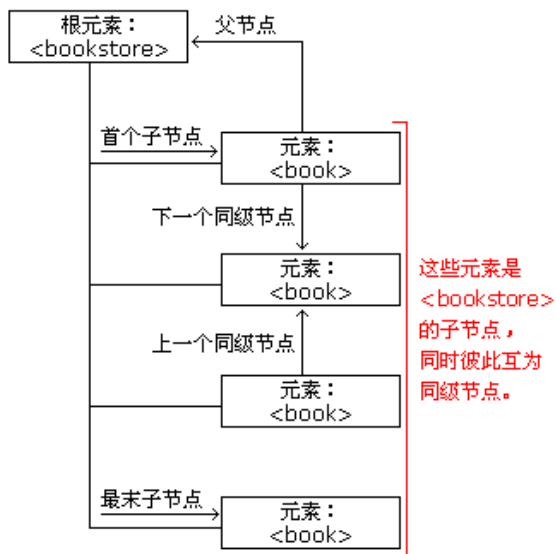 根元素：
<bookstore>
父节点
首个子节点
元素：
<book>
下一个同级节点
元素：
<book>
上一个同级节点
元素：
<book>
最末子节点
元素：
<book>
这些元素是
<bookstore>
的子节点，
同时彼此互为
同级节点。